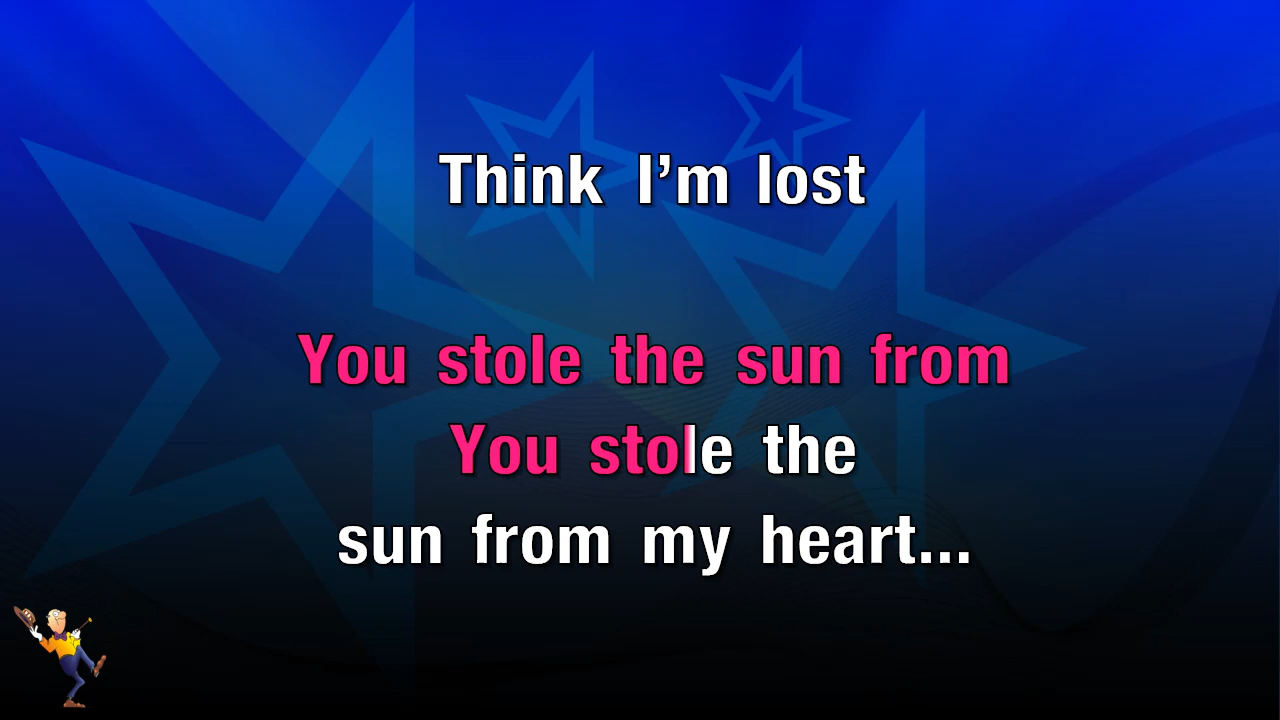 Think I’m lost
You stole the sun from
You stole the
sun from my heart...